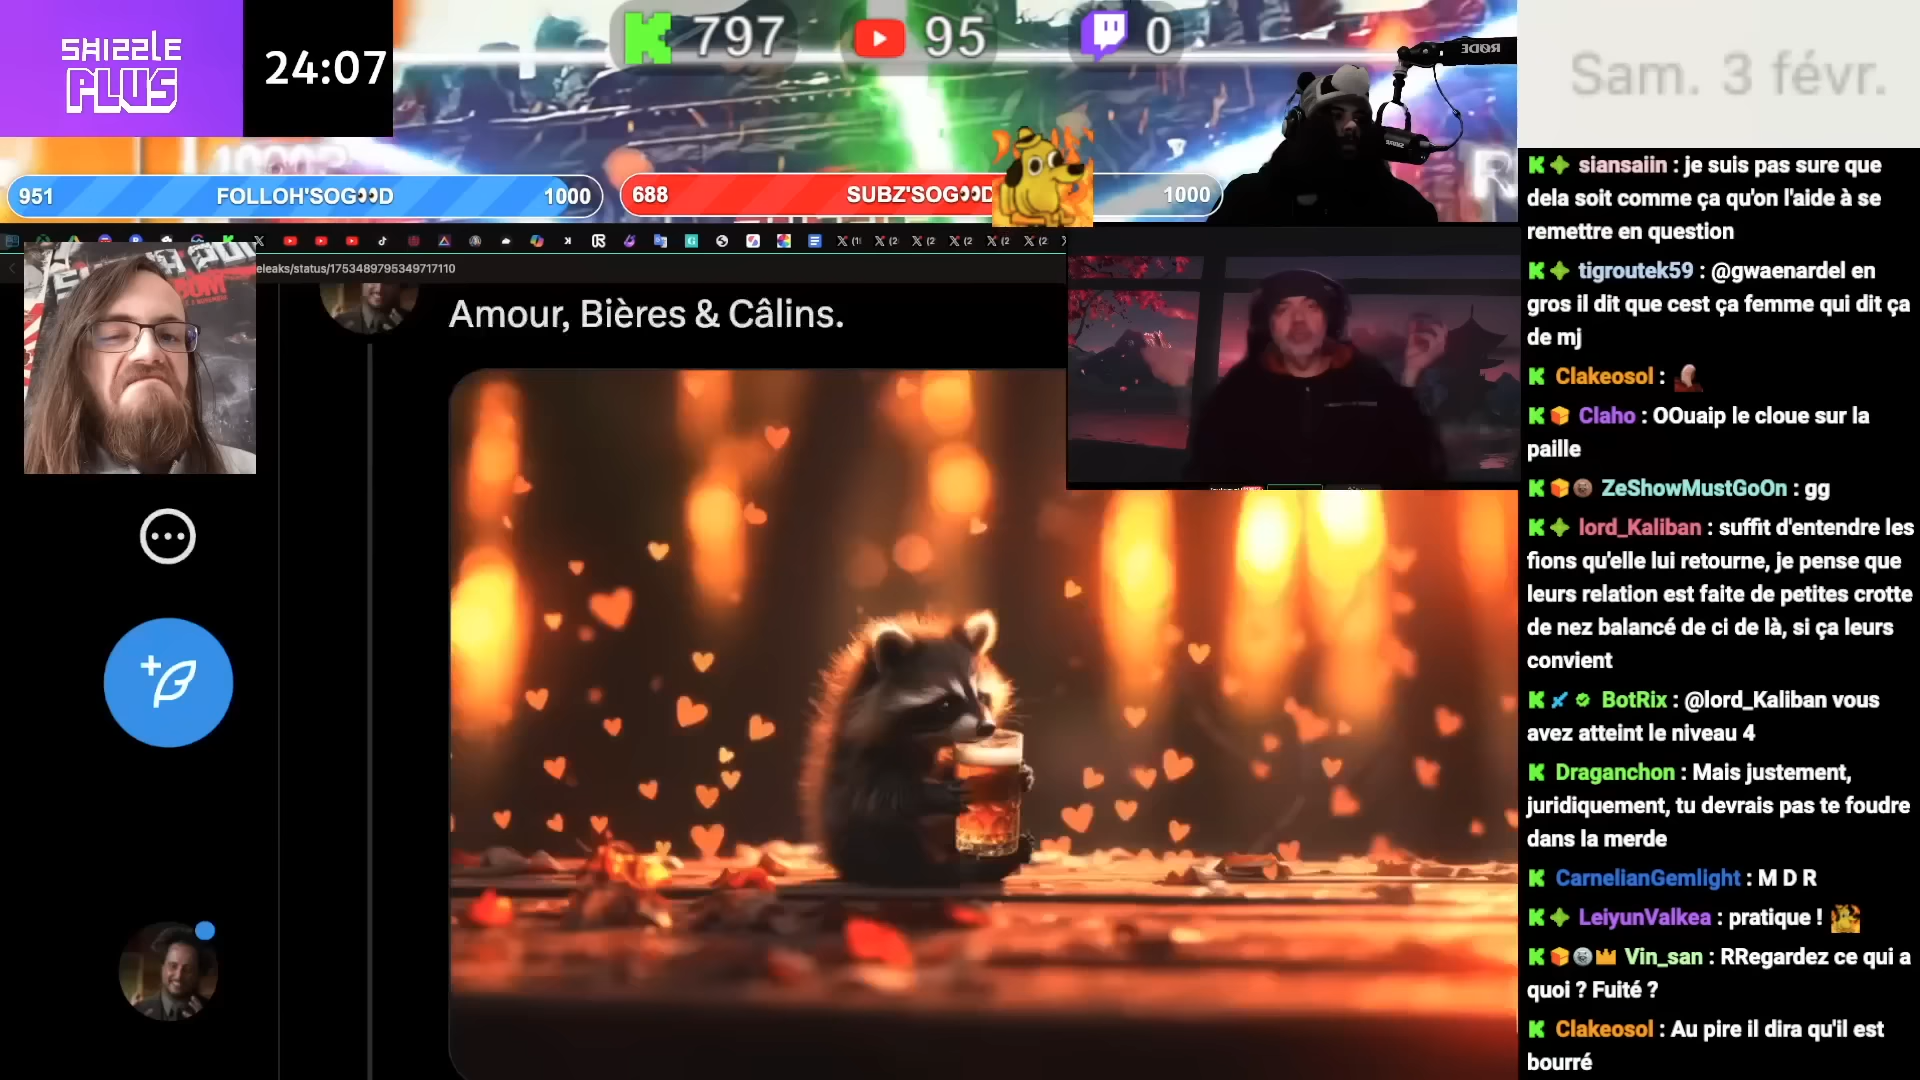 SHIZZLE
PLUS
24:07
797
95
0
RØDE
Sam. 3 févr.
951 FOLLOH'SOG👀D 1000
688 SUBZ'SOG👀D 1000
eleaks/status/1753489795349717110
Amour, Bières & Câlins.
siansaiin : je suis pas sure que
dela soit comme ça qu'on l'aide à se
remettre en question
tigroutek59 : @gwaenardel en
gros il dit que cest ça femme qui dit ça
de mj
Clakeosol :
Claho : OOuaip le cloue sur la
paille
ZeShowMustGoOn : gg
lord_Kaliban : suffit d'entendre les
fions qu'elle lui retourne, je pense que
leurs relation est faite de petites crotte
de nez balancé de ci de là, si ça leurs
convient
BotRix : @lord_Kaliban vous
avez atteint le niveau 4
Draganchon : Mais justement,
juridiquement, tu devrais pas te foudre
dans la merde
CarnelianGemlight : M D R
LeiyunValkea : pratique !
Vin_san : RRegardez ce qui a
quoi ? Fuité ?
Clakeosol : Au pire il dira qu'il est
bourré